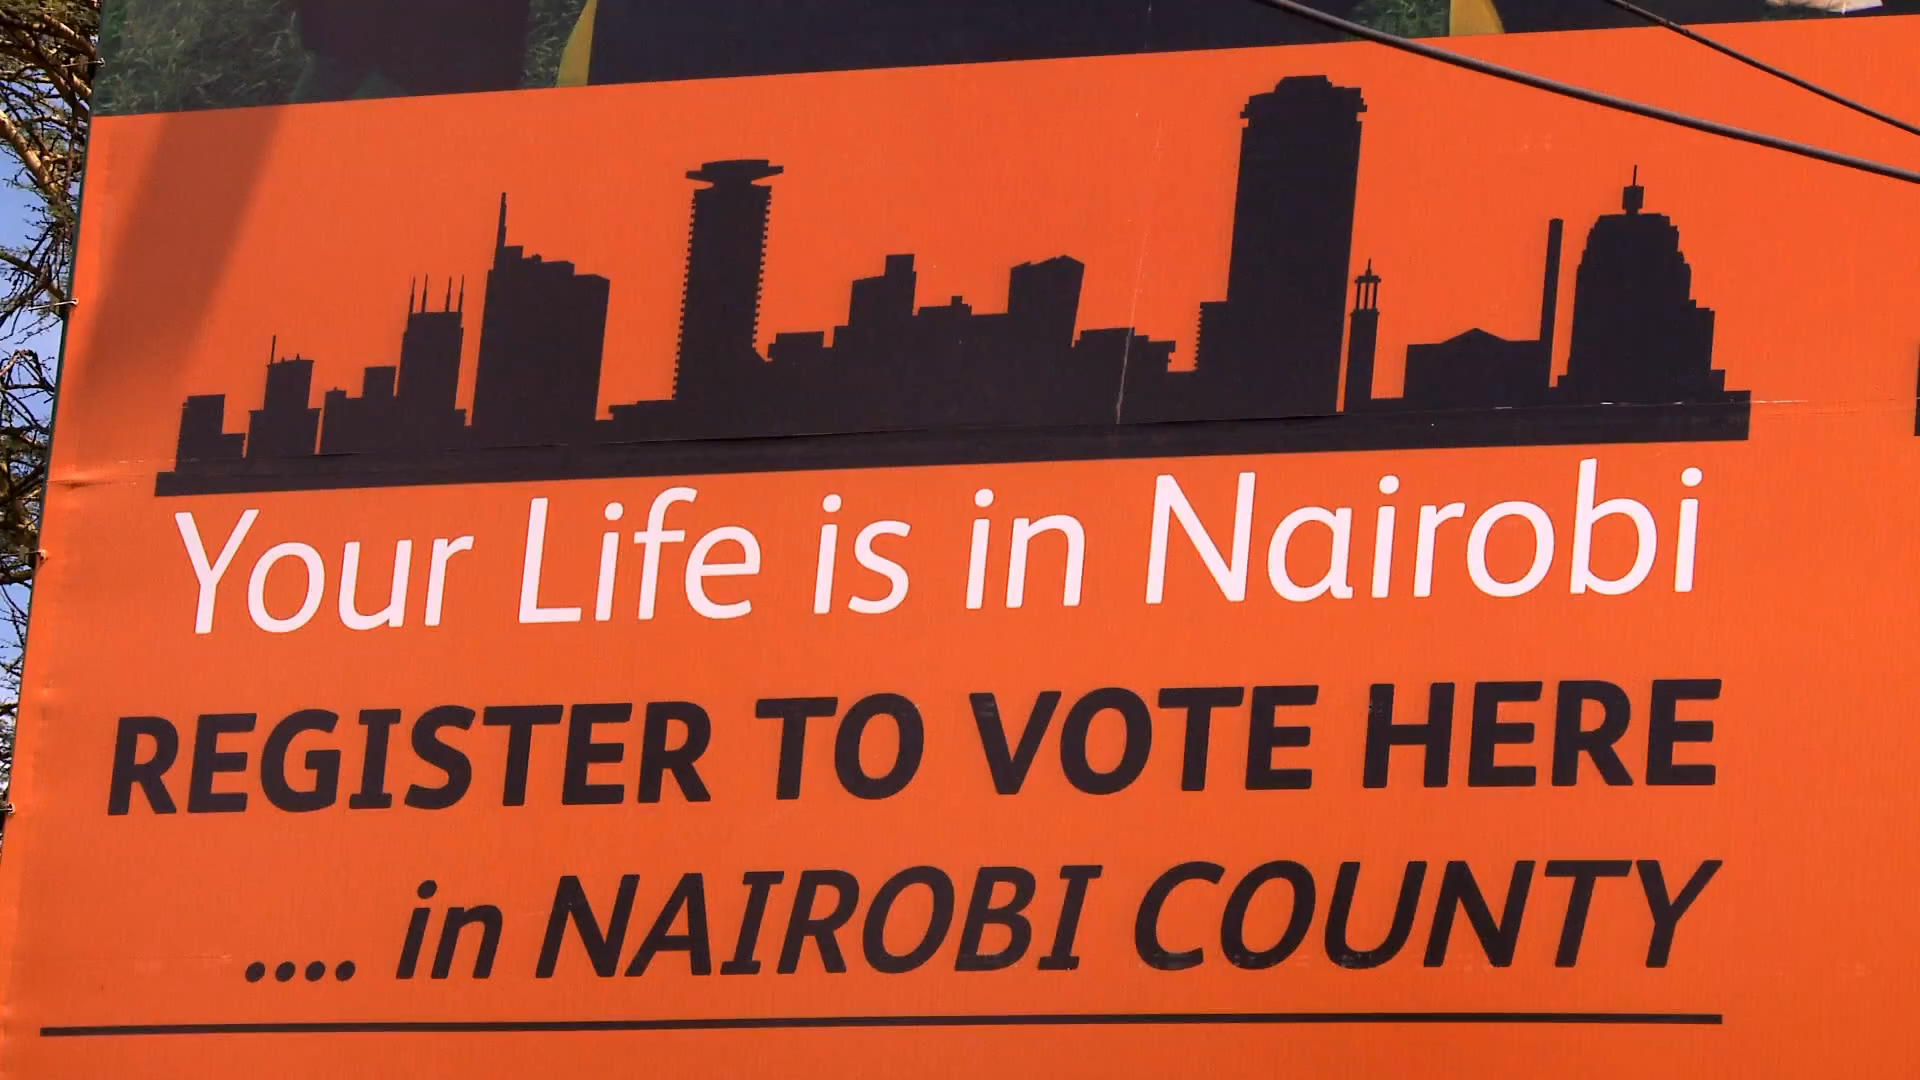 Your Life is in Nairobi
REGISTER TO VOTE HERE
.... in NAIROBI COUNTY